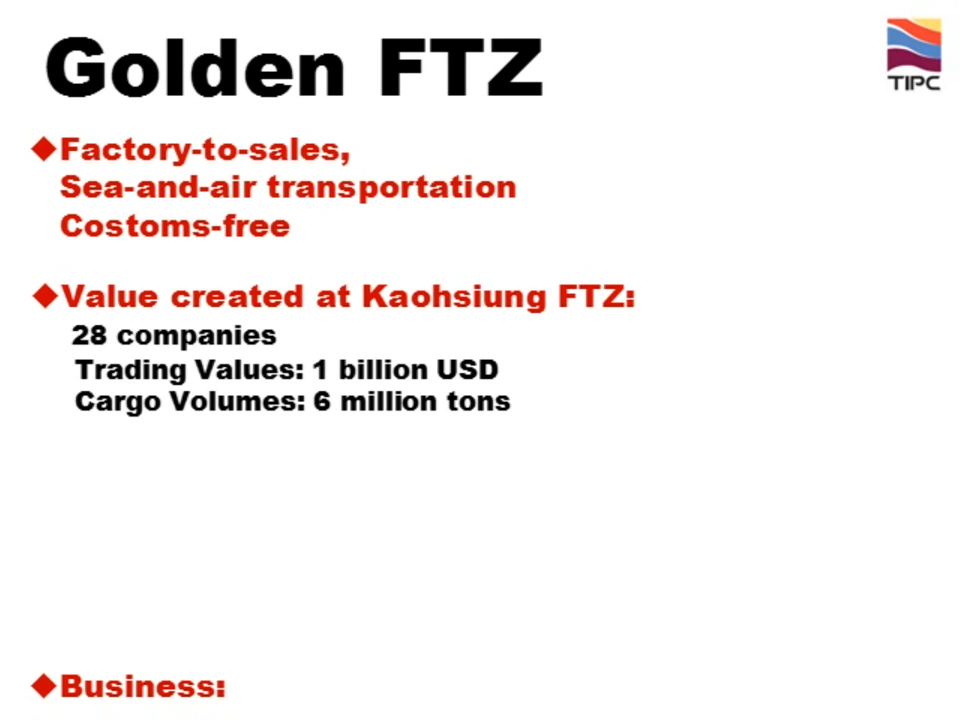 Golden FTZ
TIPC
◆Factory-to-sales,
Sea-and-air transportation
Costoms-free
◆Value created at Kaohsiung FTZ:
28 companies
Trading Values: 1 billion USD
Cargo Volumes: 6 million tons
◆Business: